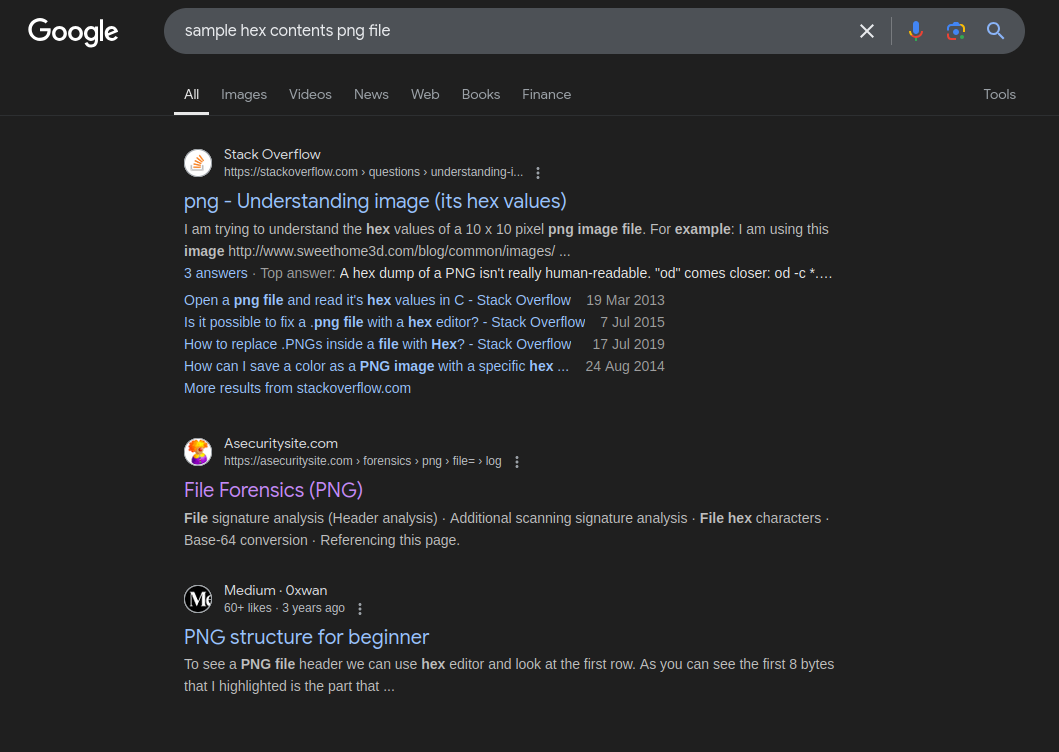 Google
sample hex contents png file
All Images Videos News Web Books Finance Tools
Stack Overflow
https://stackoverflow.com › questions › understanding-i...
png - Understanding image (its hex values)
I am trying to understand the hex values of a 10 x 10 pixel png image file. For example: I am using this
image http://www.sweethome3d.com/blog/common/images/ ...
3 answers · Top answer: A hex dump of a PNG isn't really human-readable. "od" comes closer: od -c *….
Open a png file and read it's hex values in C - Stack Overflow 19 Mar 2013
Is it possible to fix a .png file with a hex editor? - Stack Overflow 7 Jul 2015
How to replace .PNGs inside a file with Hex? - Stack Overflow 17 Jul 2019
How can I save a color as a PNG image with a specific hex ... 24 Aug 2014
More results from stackoverflow.com
Asecuritysite.com
https://asecuritysite.com › forensics › png › file= › log
File Forensics (PNG)
File signature analysis (Header analysis) · Additional scanning signature analysis · File hex characters ·
Base-64 conversion · Referencing this page.
Me
Medium · 0xwan
60+ likes · 3 years ago
PNG structure for beginner
To see a PNG file header we can use hex editor and look at the first row. As you can see the first 8 bytes
that I highlighted is the part that ...